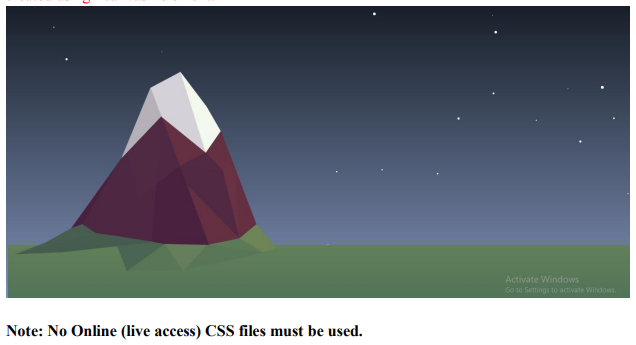 Activate Windows
Go to Settings to activate Windows.
Note: No Online (live access) CSS files must be used.